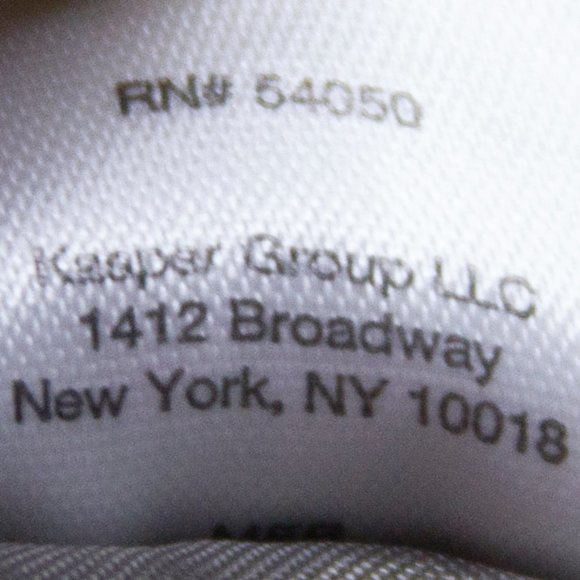 RN# 54050
Kasper Group LLC
1412 Broadway
New York, NY 10018